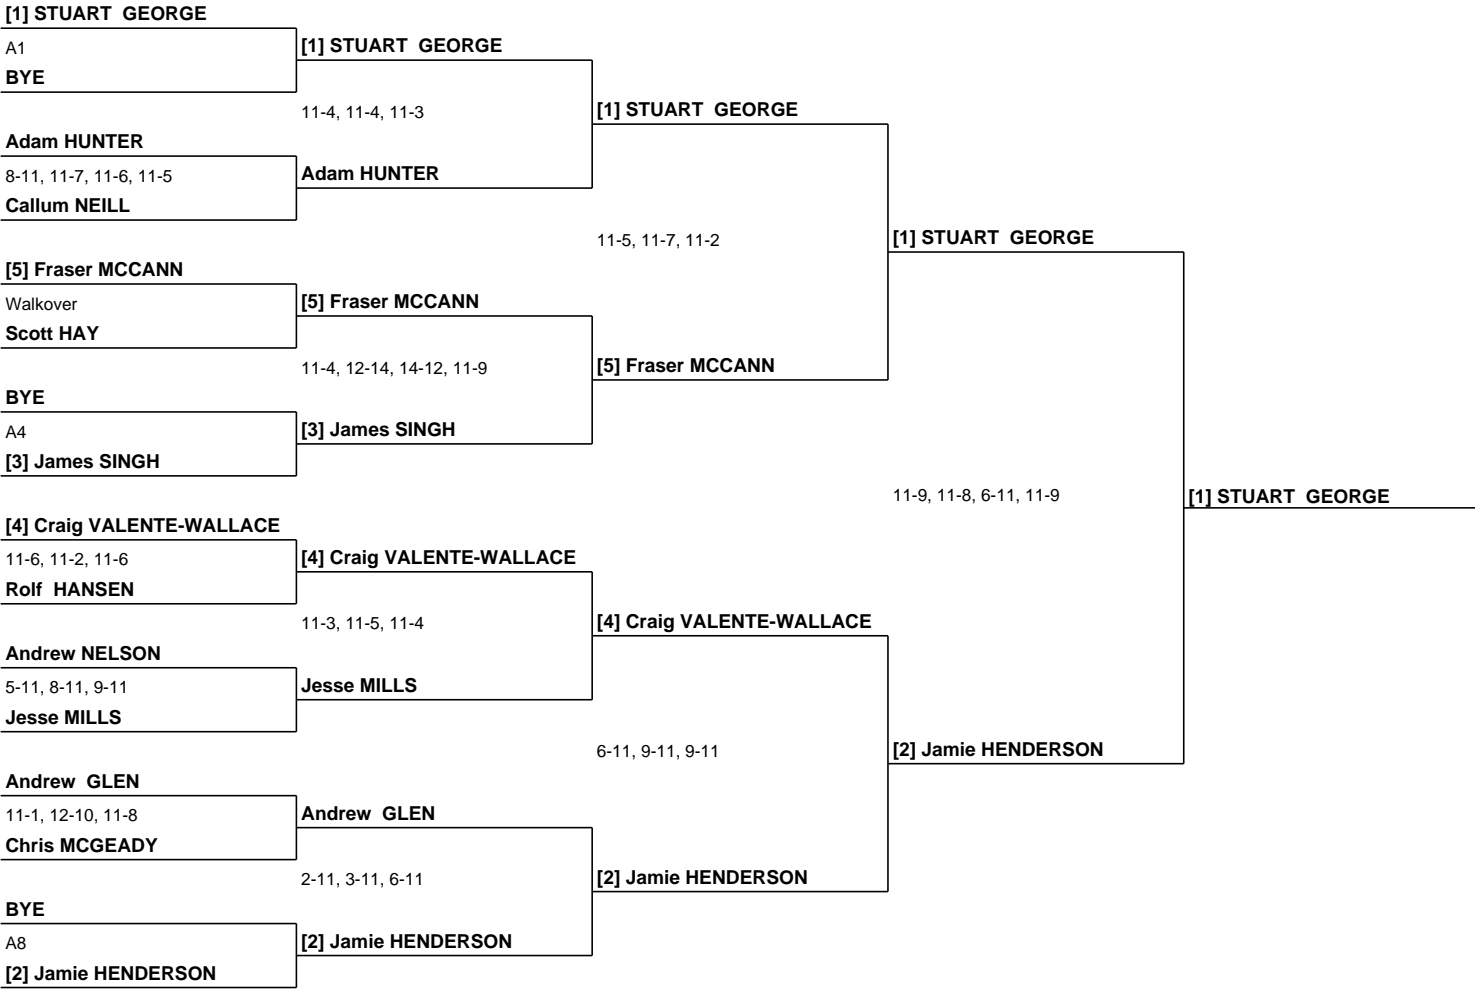 [1] STUART  GEORGE
A1
BYE
Adam HUNTER
8-11, 11-7, 11-6, 11-5
Callum NEILL
[5] Fraser MCCANN
Walkover
Scott HAY
BYE
A4
[3] James SINGH
[4] Craig VALENTE-WALLACE
11-6, 11-2, 11-6
Rolf  HANSEN
Andrew NELSON
5-11, 8-11, 9-11
Jesse MILLS
Andrew  GLEN
11-1, 12-10, 11-8
Chris MCGEADY
BYE
A8
[2] Jamie HENDERSON
[1] STUART  GEORGE
11-4, 11-4, 11-3
Adam HUNTER
[5] Fraser MCCANN
11-4, 12-14, 14-12, 11-9
[3] James SINGH
[4] Craig VALENTE-WALLACE
11-3, 11-5, 11-4
Jesse MILLS
Andrew  GLEN
2-11, 3-11, 6-11
[2] Jamie HENDERSON
[1] STUART  GEORGE
11-5, 11-7, 11-2
[5] Fraser MCCANN
[4] Craig VALENTE-WALLACE
6-11, 9-11, 9-11
[2] Jamie HENDERSON
[1] STUART  GEORGE
11-9, 11-8, 6-11, 11-9
[2] Jamie HENDERSON
[1] STUART  GEORGE